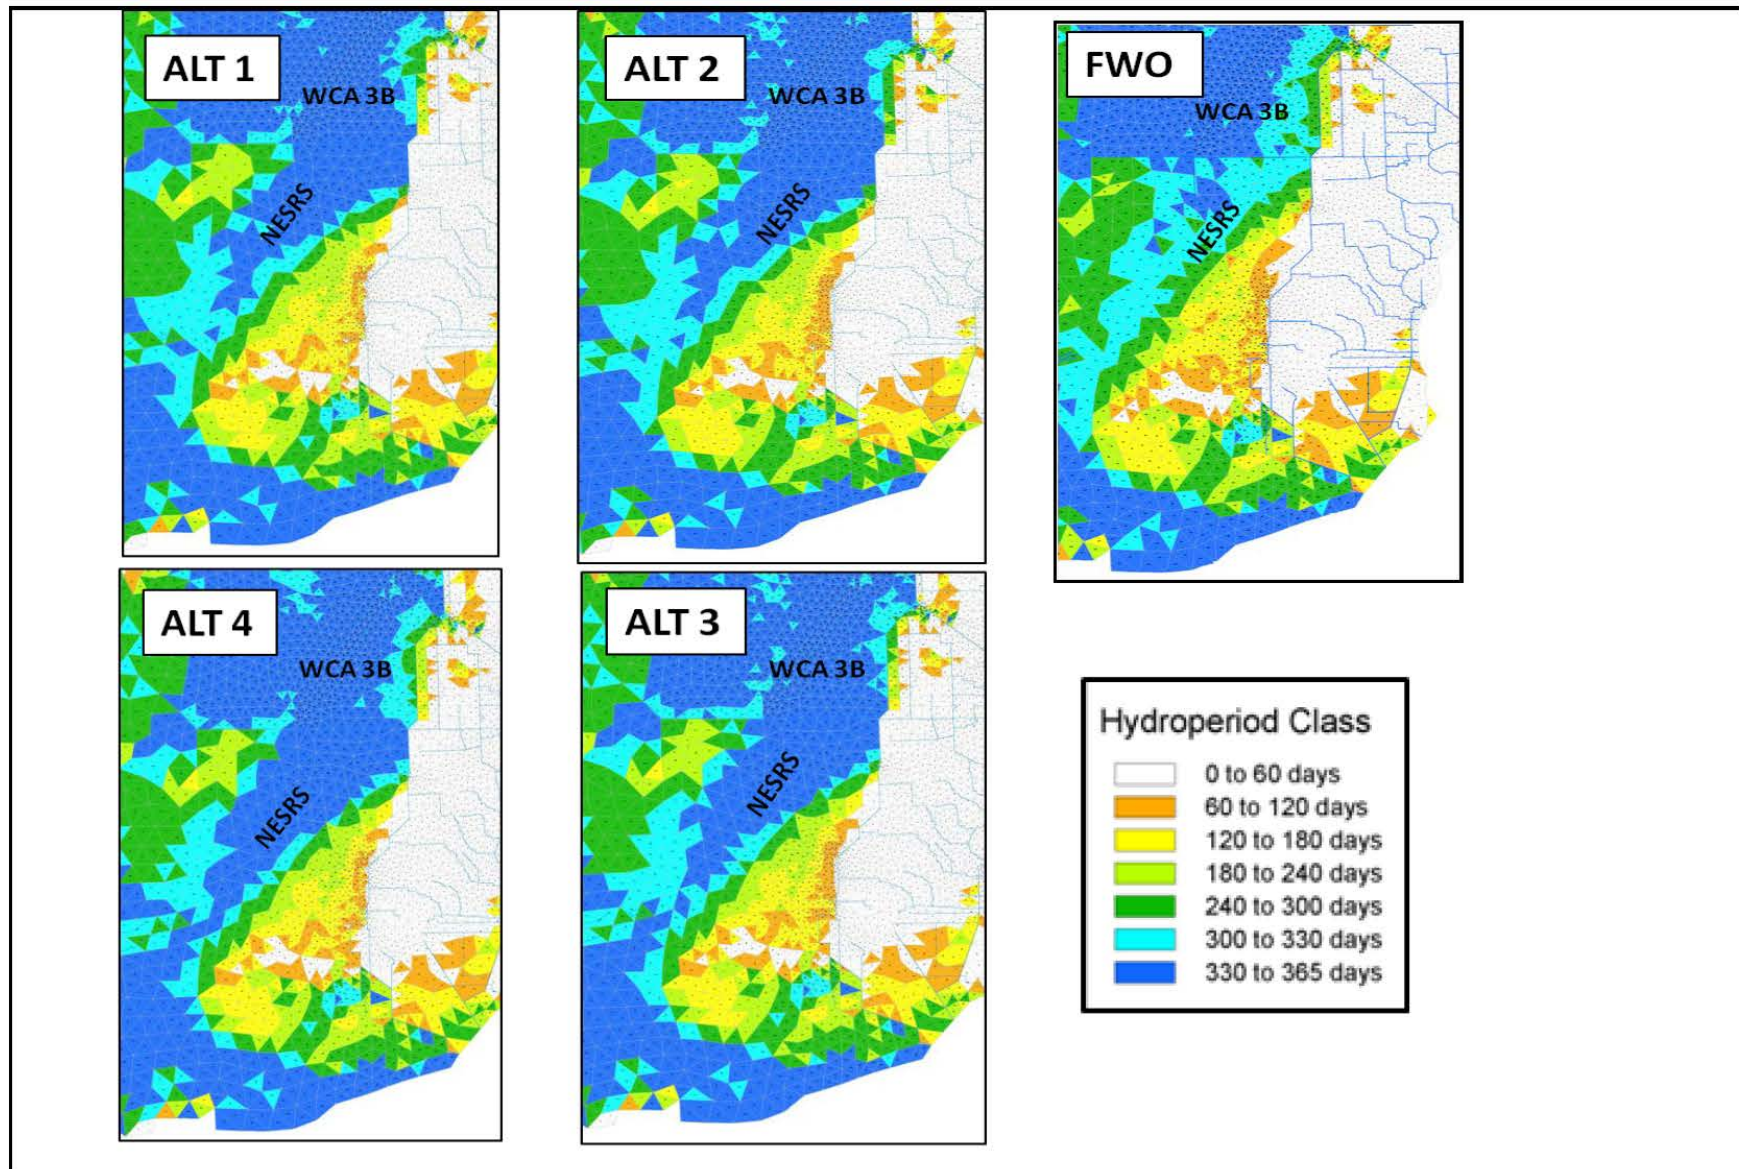 ALT 1
WCA 3B
NESRS
ALT 2
WCA 3B
NESRS
FWO
WCA 3B
NESRS
ALT 4
WCA 3B
NESRS
ALT 3
WCA 3B
NESRS
Hydroperiod Class
0 to 60 days
60 to 120 days
120 to 180 days
180 to 240 days
240 to 300 days
300 to 330 days
330 to 365 days